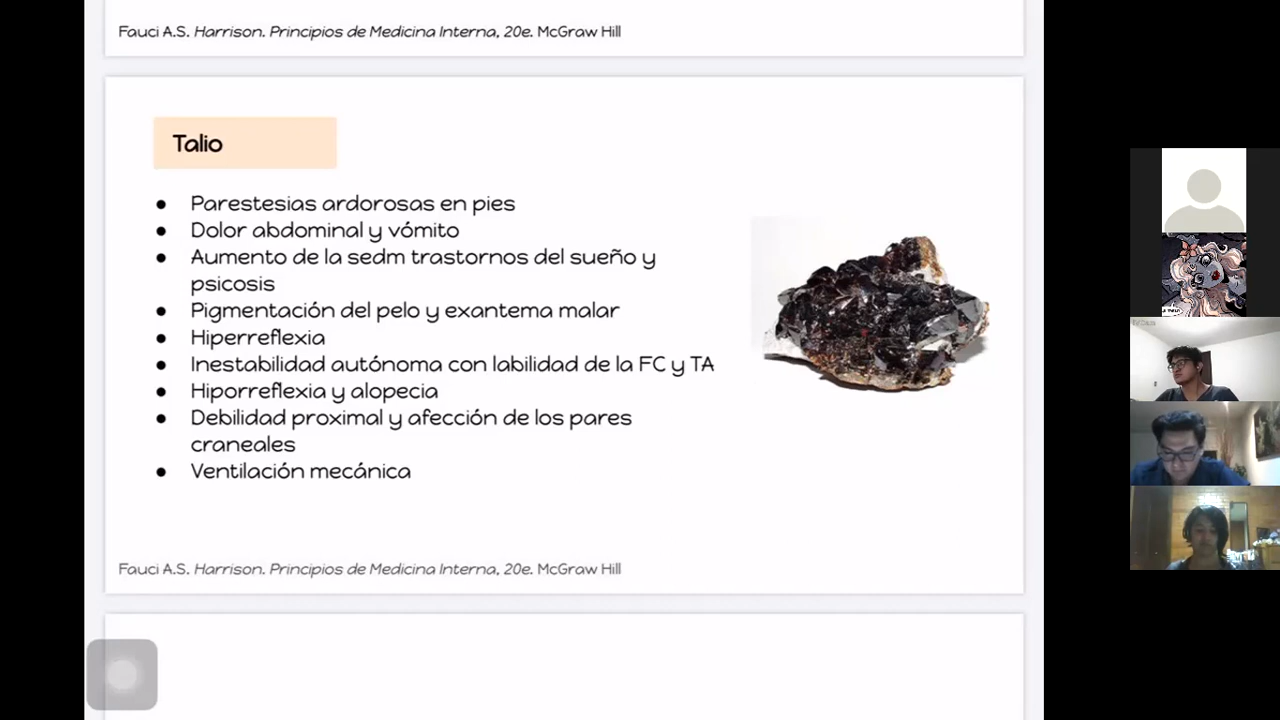 Fauci A.S. Harrison. Principios de Medicina Interna, 20e. McGraw Hill
Talio
● Parestesias ardorosas en pies
● Dolor abdominal y vómito
● Aumento de la sedm trastornos del sueño y
psicosis
● Pigmentación del pelo y exantema malar
● Hiperreflexia
● Inestabilidad autónoma con labilidad de la FC y TA
● Hiporreflexia y alopecia
● Debilidad proximal y afección de los pares
craneales
● Ventilación mecánica
Fauci A.S. Harrison. Principios de Medicina Interna, 20e. McGraw Hill